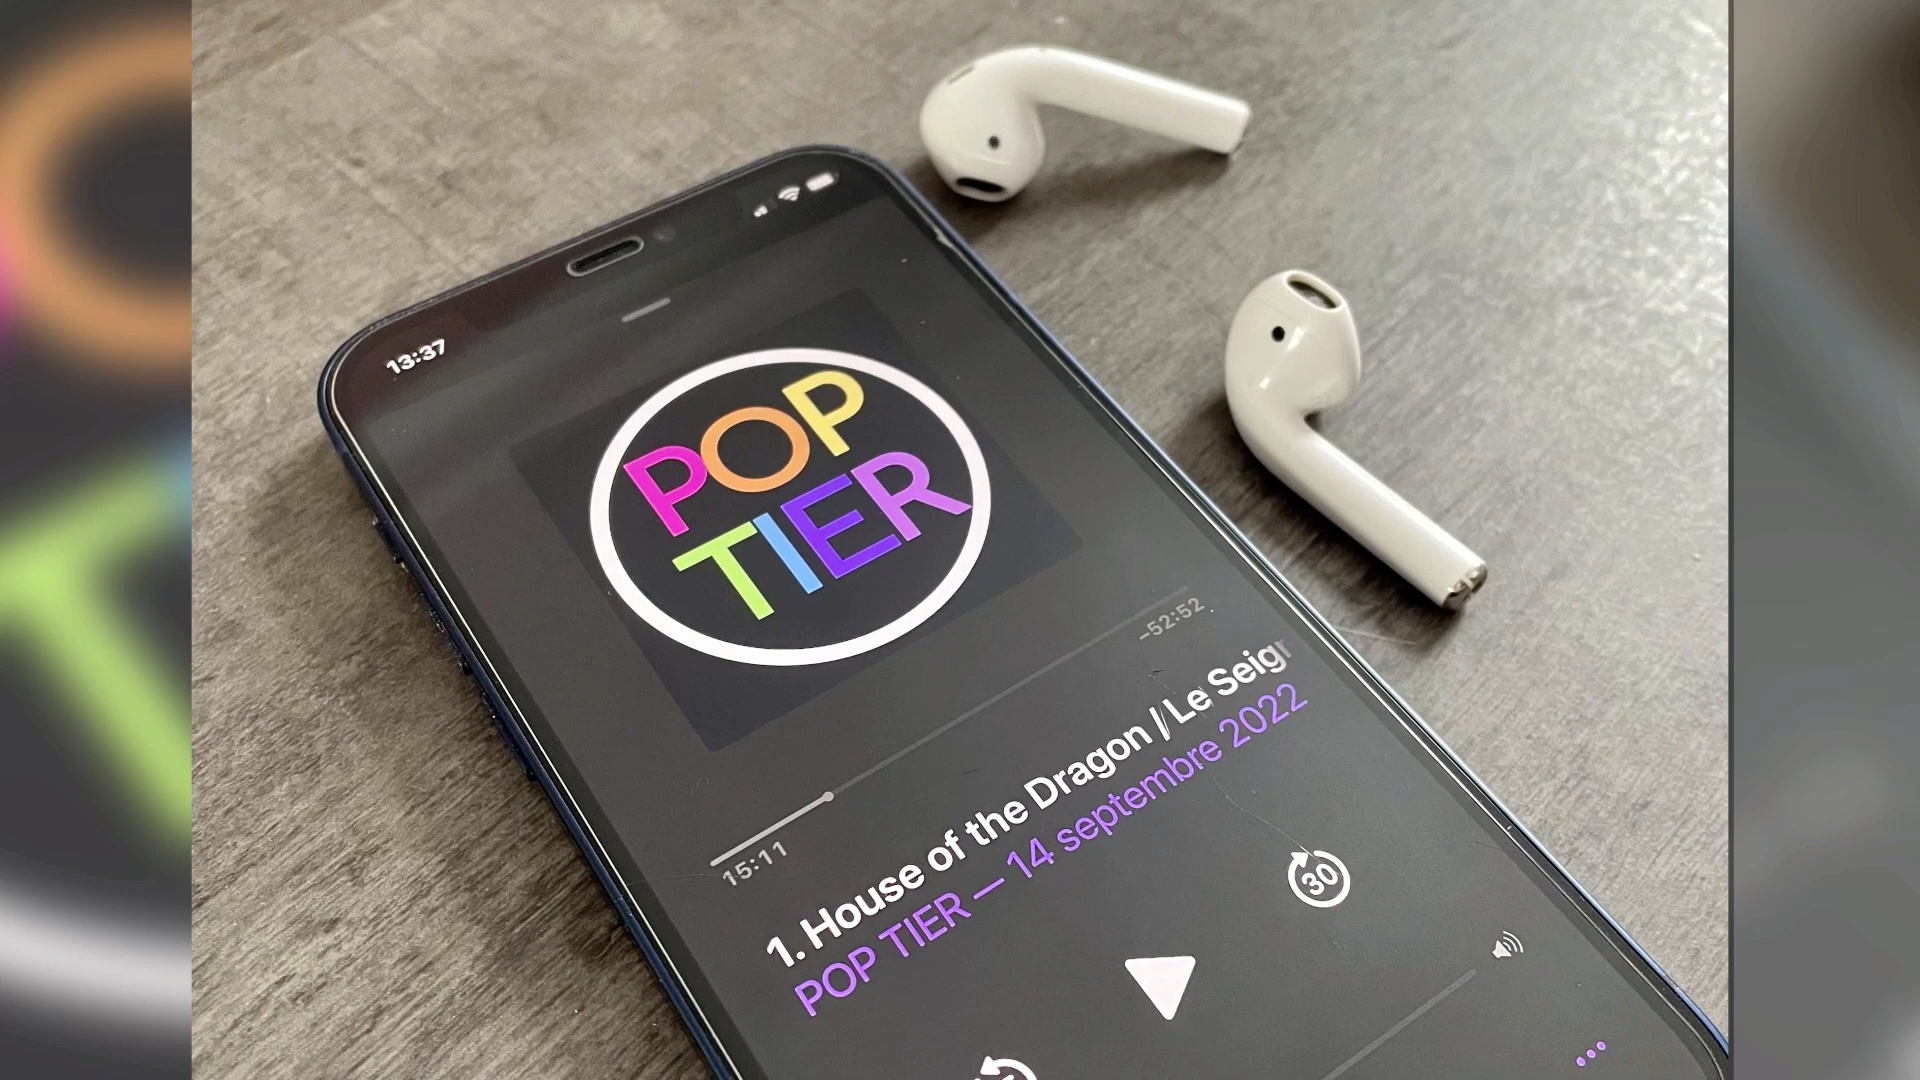 13:37
POP
TIER
-52:52
15:11
1. House of the Dragon / Le Seig
POP TIER — 14 septembre 2022
30